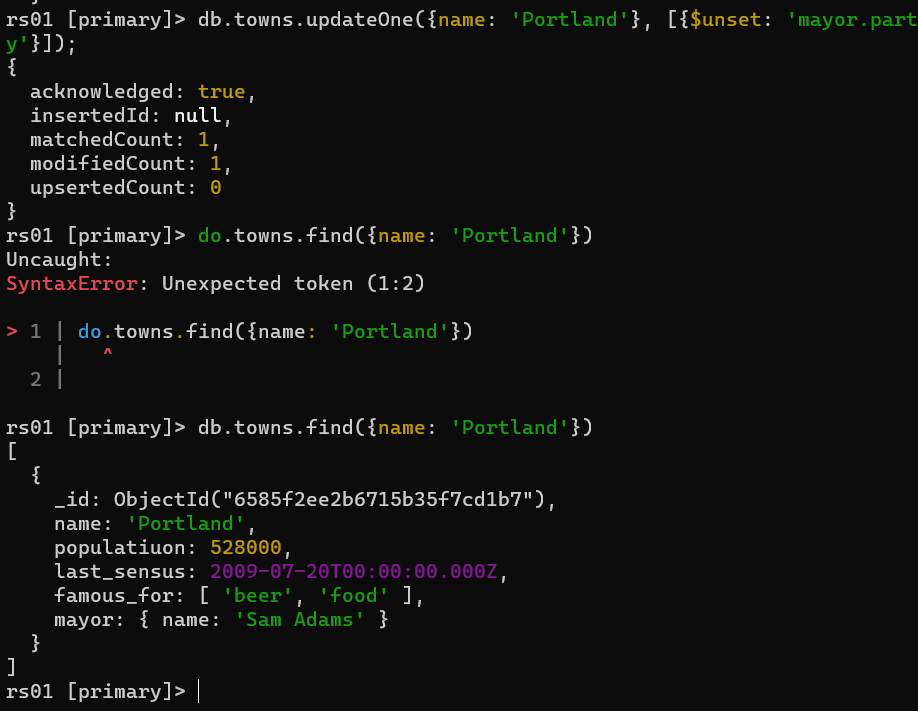 }
rs01 [primary]> db.towns.updateOne({name: 'Portland'}, [{$unset: 'mayor.part
y'}]);
{
  acknowledged: true,
  insertedId: null,
  matchedCount: 1,
  modifiedCount: 1,
  upsertedCount: 0
}
rs01 [primary]> do.towns.find({name: 'Portland'})
Uncaught:
SyntaxError: Unexpected token (1:2)

> 1 | do.towns.find({name: 'Portland'})
    |   ^
  2 |

rs01 [primary]> db.towns.find({name: 'Portland'})
[
  {
    _id: ObjectId("6585f2ee2b6715b35f7cd1b7"),
    name: 'Portland',
    populatiuon: 528000,
    last_sensus: 2009-07-20T00:00:00.000Z,
    famous_for: [ 'beer', 'food' ],
    mayor: { name: 'Sam Adams' }
  }
]
rs01 [primary]>